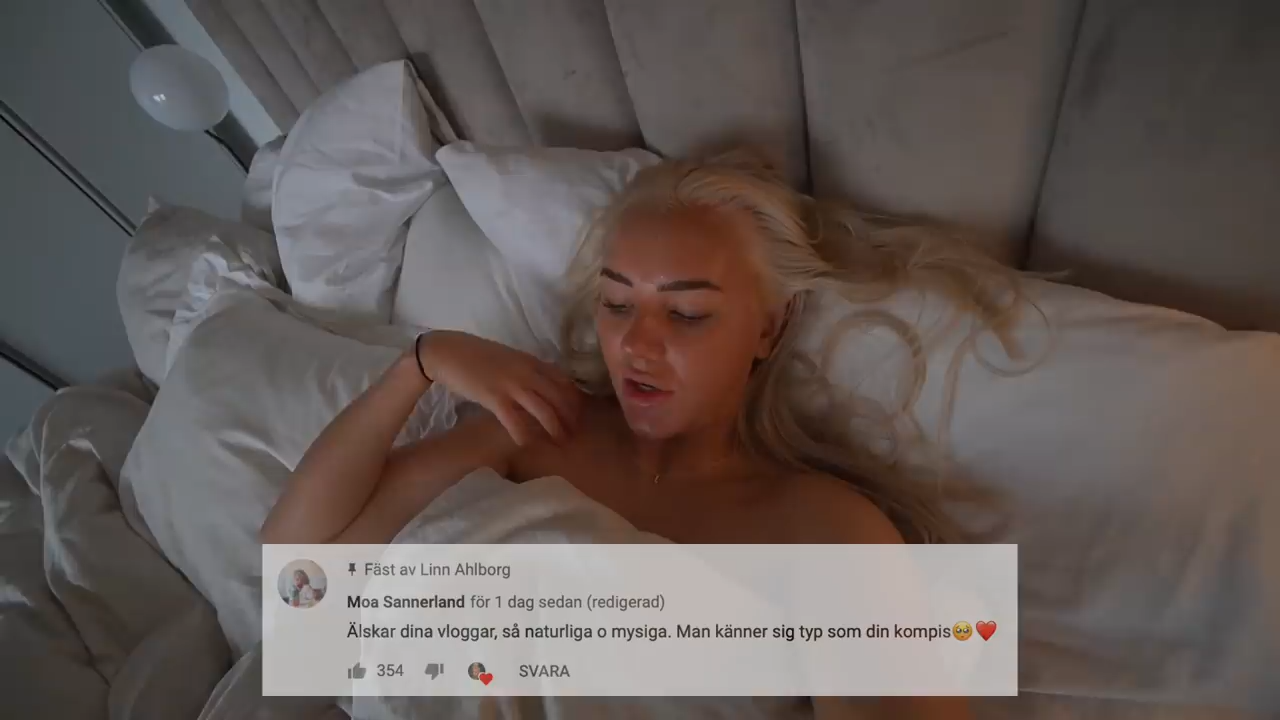 Fäst av Linn Ahlborg
Moa Sannerland för 1 dag sedan (redigerad)
Älskar dina vloggar, så naturliga o mysiga. Man känner sig typ som din kompis🥺❤️
354 SVARA